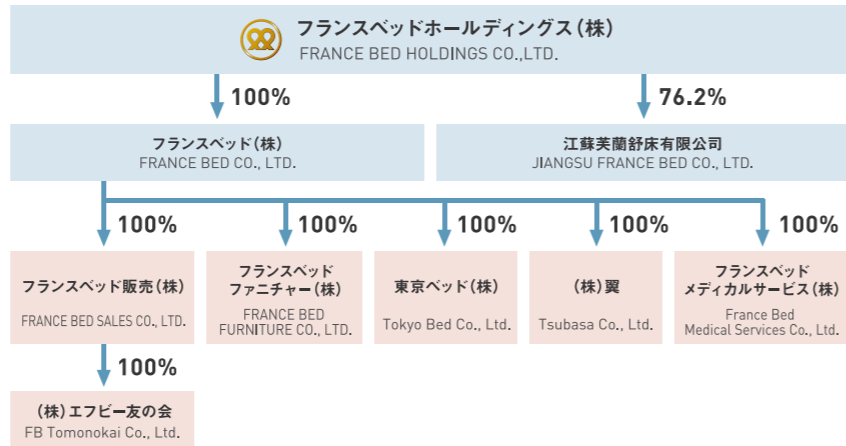 フランスベッドホールディングス(株)
FRANCE BED HOLDINGS CO.,LTD.
100%
76.2%
フランスベッド(株)
FRANCE BED CO., LTD.
江蘇芙蘭舒床有限公司
JIANGSU FRANCE BED CO., LTD.
100%
100%
100%
100%
100%
フランスベッド販売(株)
FRANCE BED SALES CO., LTD.
フランスベッド
ファニチャー(株)
FRANCE BED
FURNITURE CO., LTD.
東京ベッド(株)
Tokyo Bed Co., Ltd.
(株)翼
Tsubasa Co., Ltd.
フランスベッド
メディカルサービス(株)
France Bed
Medical Services Co., Ltd.
100%
(株)エフビー友の会
FB Tomonokai Co., Ltd.